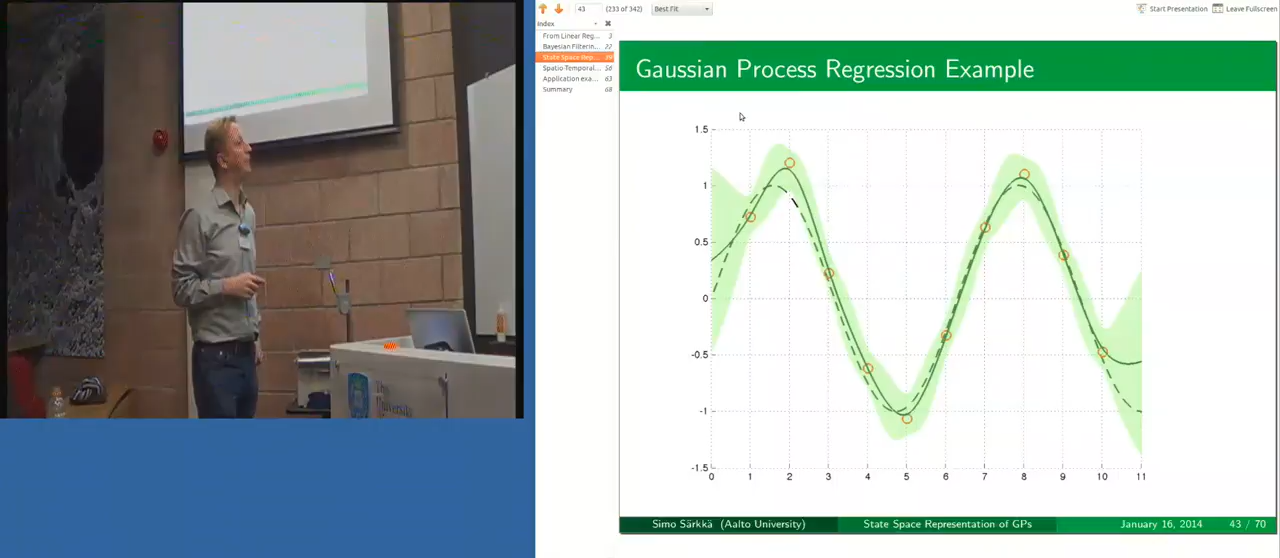 43 (233 of 342) Best Fit Start Presentation Leave Fullscreen
Index
From Linear Reg... 3
Bayesian Filterin... 22
State Space Rep... 39
Spatio-Temporal... 56
Application exa... 63
Summary 68
Gaussian Process Regression Example
1.5
1
0.5
0
-0.5
-1
-1.5
0 1 2 3 4 5 6 7 8 9 10 11
Simo Särkkä (Aalto University) State Space Representation of GPs January 16, 2014 43 / 70
The
University